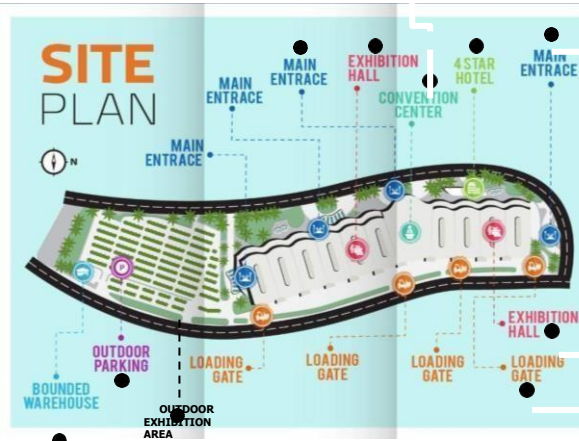 SITE
PLAN
N
MAIN
ENTRACE
MAIN
ENTRACE
MAIN
ENTRACE
EXHIBITION
HALL
CONVENTION
CENTER
4 STAR
HOTEL
MAIN
ENTRACE
P
BOUNDED
WAREHOUSE
OUTDOOR
PARKING
OUTDOOR
EXHIBITION
AREA
LOADING
GATE
LOADING
GATE
LOADING
GATE
EXHIBITION
HALL
LOADING
GATE